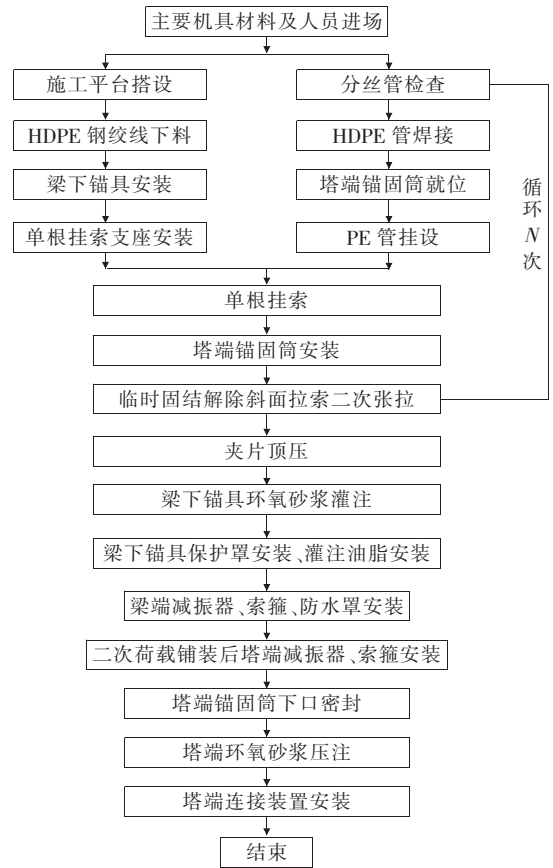 主要机具材料及人员进场
施工平台搭设
分丝管检查
HDPE 钢绞线下料
HDPE 管焊接
梁下锚具安装
塔端锚固筒就位
单根挂索支座安装
PE 管挂设
循环 N 次
单根挂索
塔端锚固筒安装
临时固结解除斜面拉索二次张拉
夹片顶压
梁下锚具环氧砂浆灌注
梁下锚具保护罩安装、灌注油脂安装
梁端减振器、索箍、防水罩安装
二次荷载铺装后塔端减振器、索箍安装
塔端锚固筒下口密封
塔端环氧砂浆压注
塔端连接装置安装
结束